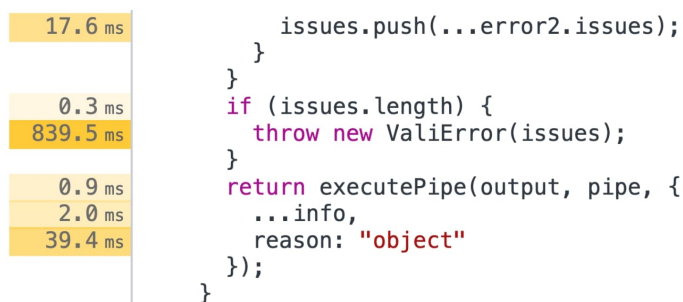 17.6 ms issues.push(...error2.issues);
}
}
0.3 ms if (issues.length) {
839.5 ms throw new ValiError(issues);
}
0.9 ms return executePipe(output, pipe, {
2.0 ms ...info,
39.4 ms reason: "object"
});
}